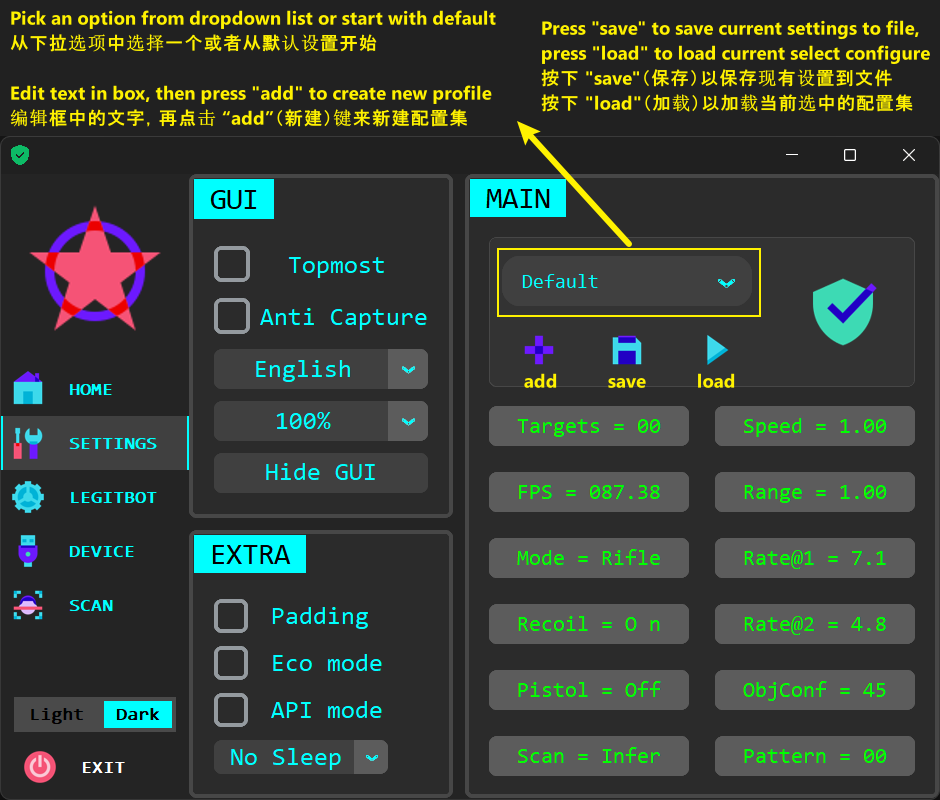 Pick an option from dropdown list or start with default
从下拉选项中选择一个或者从默认设置开始
Edit text in box, then press "add" to create new profile
编辑框中的文字, 再点击 “add”(新建)键来新建配置集
Press "save" to save current settings to file,
press "load" to load current select configure
按下 "save"(保存)以保存现有设置到文件
按下 "load"(加载)以加载当前选中的配置集
HOME
SETTINGS
LEGITBOT
DEVICE
SCAN
Light
Dark
EXIT
GUI
Topmost
Anti Capture
English
100%
Hide GUI
EXTRA
Padding
Eco mode
API mode
No Sleep
MAIN
Default
add
save
load
Targets = 00
Speed = 1.00
FPS = 087.38
Range = 1.00
Mode = Rifle
Rate@1 = 7.1
Recoil = O n
Rate@2 = 4.8
Pistol = Off
ObjConf = 45
Scan = Infer
Pattern = 00